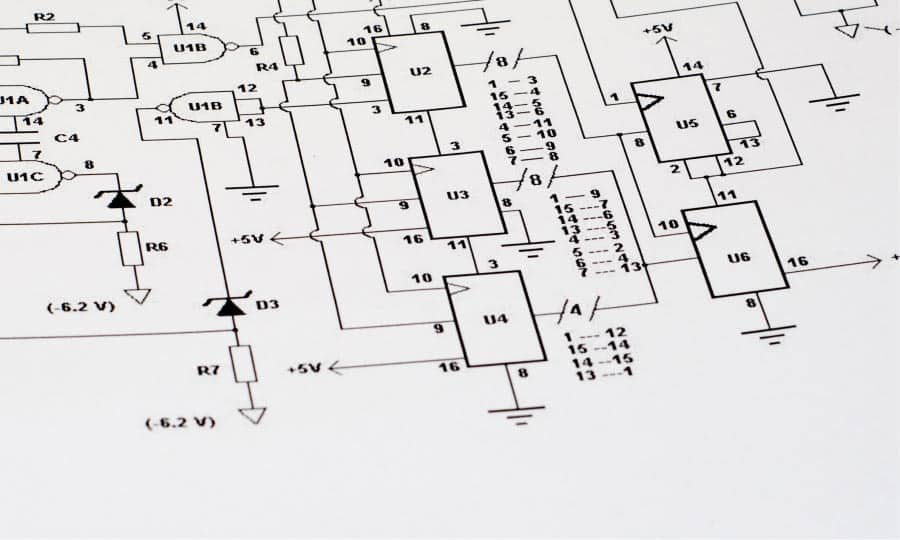 R2
14
5
U1B
6
4
R4
16
8
10
U2
9
3
11
/8/
1 — 3
15 — 4
14 — 5
13 — 6
4 — 11
5 — 10
6 — 9
7 — 8
+5V
14
7
1
U5
6
13
8
2
12
U1A
3
14
C4
7
U1C
8
U1B
12
11
7
13
D2
R6
(-6.2 V)
3
10
U3
9
8
/8/
+5V
16
11
1 — 9
15 ---7
14 ---6
13 ---5
4 --- 3
5 --- 2
6 --- 4
7 --- 13
11
10
U6
16
8
3
10
U4
9
/4/
D3
R7
+5V
16
8
1 --- 12
15 --14
14 --15
13 ---1
(-6.2 V)